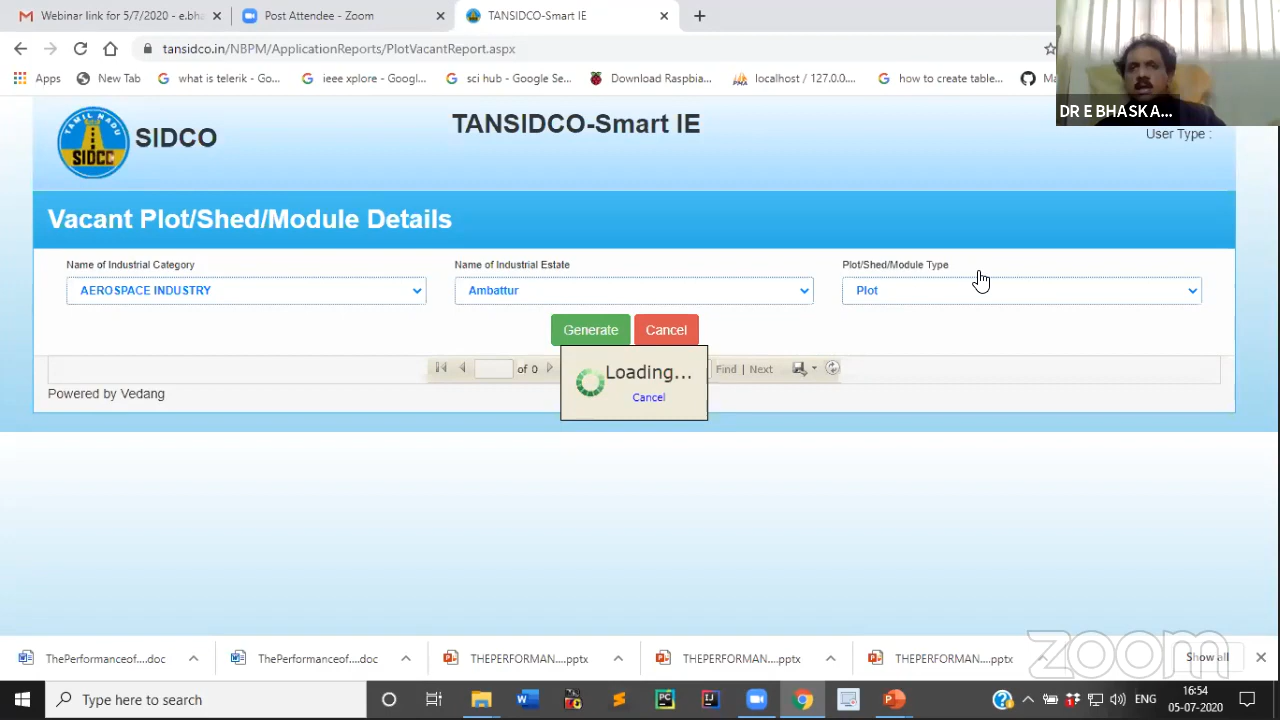 Webinar link for 5/7/2020 - e.bha
Post Attendee - Zoom
TANSIDCO-Smart IE
tansidco.in/NBPM/ApplicationReports/PlotVacantReport.aspx
Apps
New Tab
what is telerik - Go...
ieee xplore - Googl...
sci hub - Google Se...
Download Raspbia...
localhost / 127.0.0....
how to create table...
Ma
DR E BHASK A...
TAMIL NADU
SIDCO
TANSIDCO-Smart IE
User Type :
Vacant Plot/Shed/Module Details
Name of Industrial Category
Name of Industrial Estate
Plot/Shed/Module Type
AEROSPACE INDUSTRY
Ambattur
Plot
Generate
Cancel
of 0
Find | Next
Loading...
Cancel
Powered by Vedang
ThePerformanceof....doc
ThePerformanceof....doc
THEPERFORMAN....pptx
THEPERFORMAN....pptx
THEPERFORMAN....pptx
Show all
zoom
Type here to search
ENG
16:54
05-07-2020